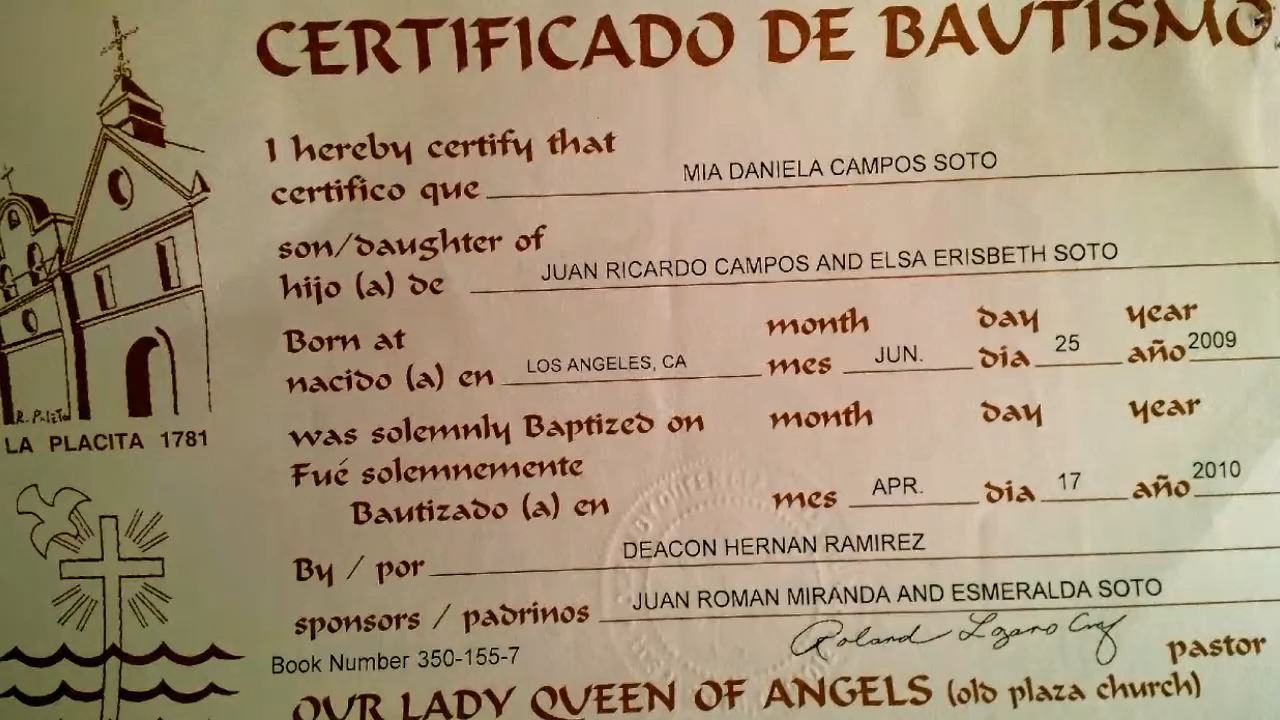 CERTIFICADO DE BAUTISMO
I hereby certify that
certifico que MIA DANIELA CAMPOS SOTO
son/daughter of
hijo (a) de JUAN RICARDO CAMPOS AND ELSA ERISBETH SOTO
Born at month day year
nacido (a) en LOS ANGELES, CA mes JUN. dia 25 año 2009
was solemnly Baptized on month day year
Fué solemnemente
Bautizado (a) en mes APR. dia 17 año 2010
By / por DEACON HERNAN RAMIREZ
sponsors / padrinos JUAN ROMAN MIRANDA AND ESMERALDA SOTO
Roland Lozano pastor
Book Number 350-155-7
OUR LADY QUEEN OF ANGELS (old plaza church)
LA PLACITA 1781